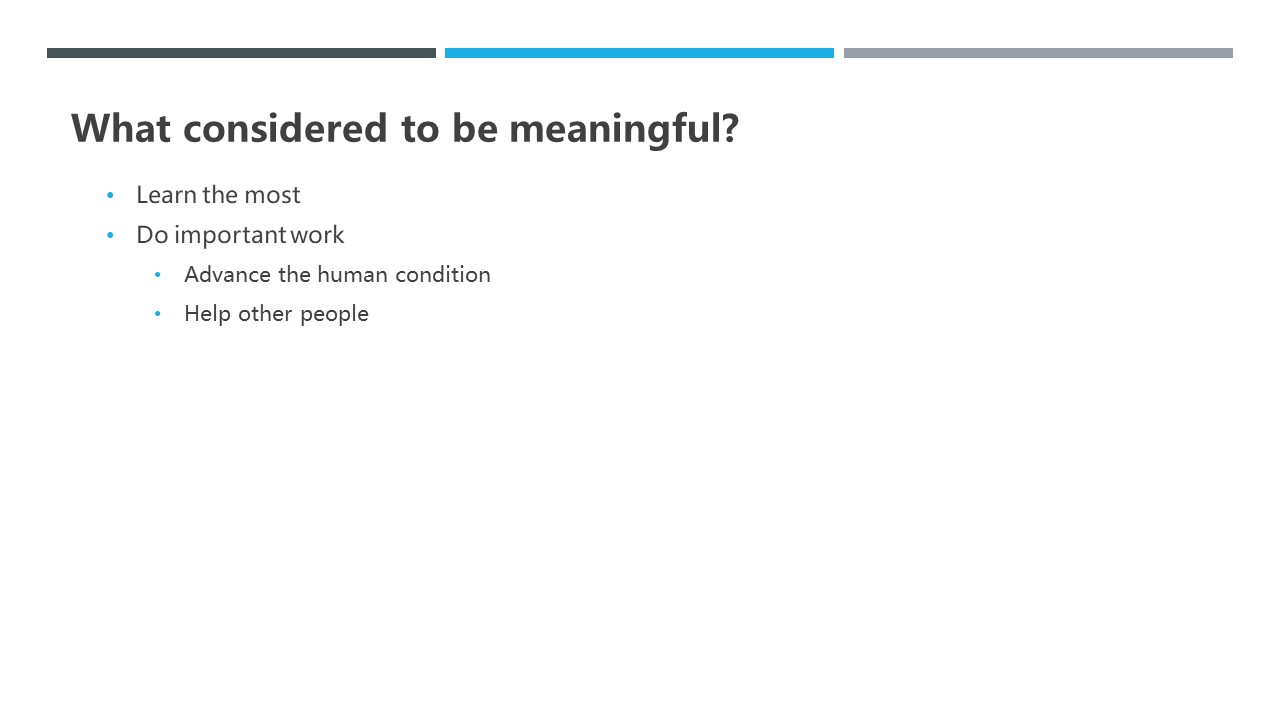 What considered to be meaningful?
• Learn the most
• Do important work
• Advance the human condition
• Help other people